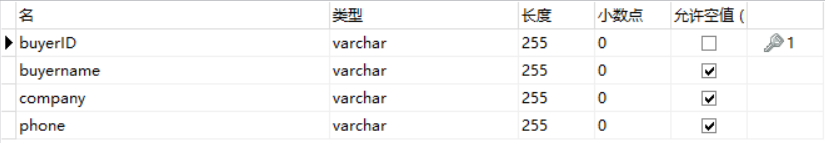 名 类型 长度 小数点 允许空值 (
buyerID varchar 255 0 1
buyername varchar 255 0
company varchar 255 0
phone varchar 255 0